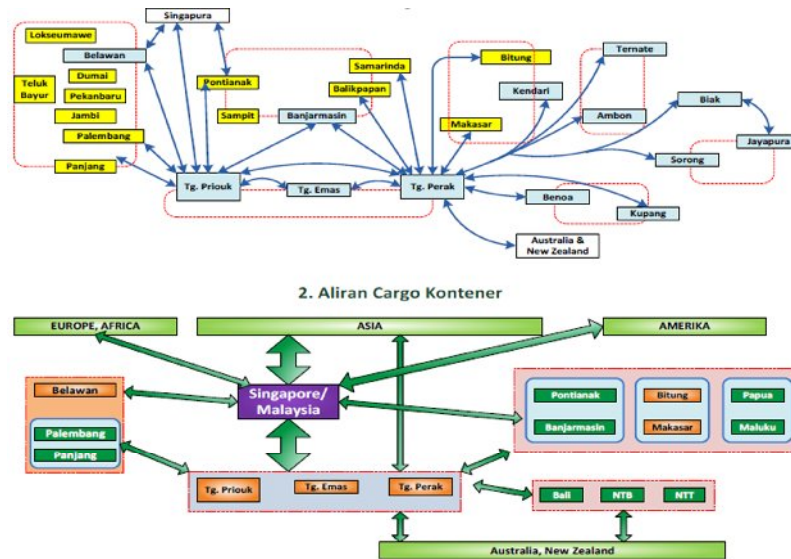 Singapura
Lokseumawe
Belawan
Dumai
Teluk
Bayur
Pekanbaru
Jambi
Palembang
Panjang
Pontianak
Sampit
Banjarmasin
Samarinda
Balikpapan
Bitung
Kendari
Makasar
Ternate
Ambon
Biak
Jayapura
Sorong
Tg. Priouk
Tg. Emas
Tg. Perak
Benoa
Kupang
Australia &
New Zealand
2. Aliran Cargo Kontener
EUROPE, AFRICA
ASIA
AMERIKA
Belawan
Palembang
Panjang
Singapore/
Malaysia
Pontianak
Banjarmasin
Bitung
Makasar
Papua
Maluku
Tg. Priouk
Tg. Emas
Tg. Perak
Bali
NTB
NTT
Australia, New Zealand